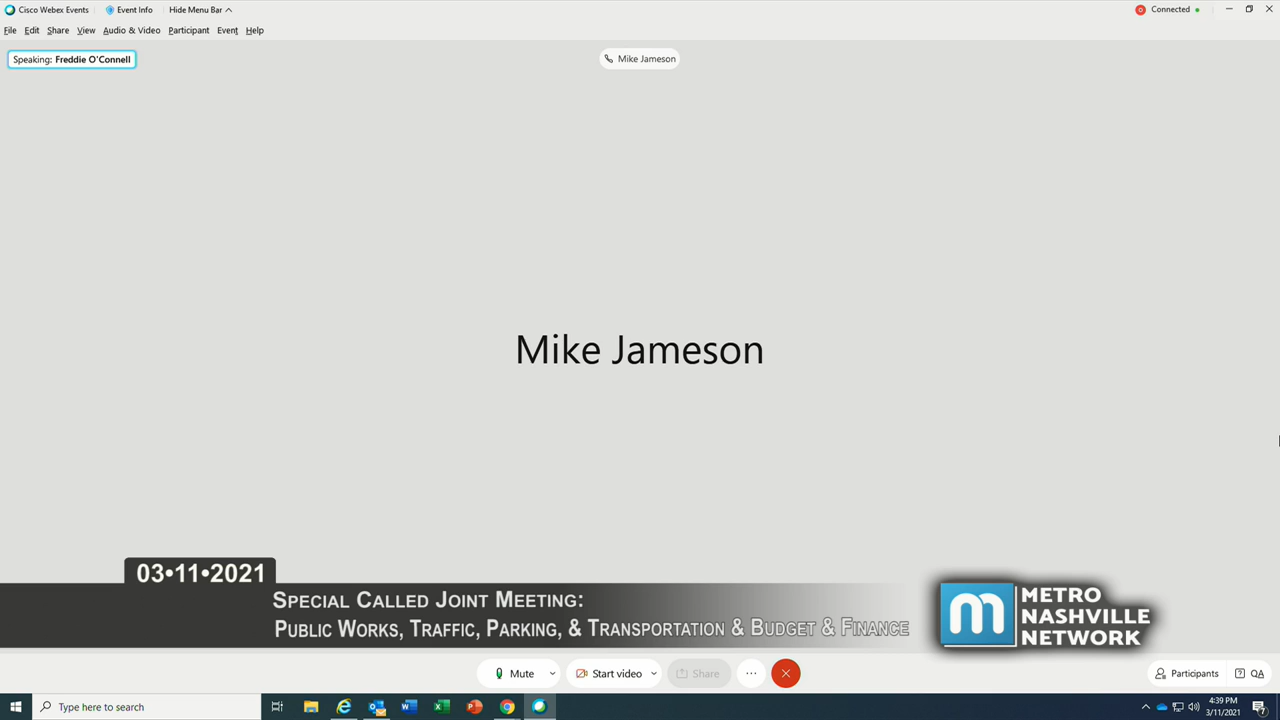 Cisco Webex Events
Event Info
Hide Menu Bar
Connected
File Edit Share View Audio & Video Participant Event Help
Speaking: Freddie O'Connell
Mike Jameson
Mike Jameson
03•11•2021
SPECIAL CALLED JOINT MEETING:
PUBLIC WORKS, TRAFFIC, PARKING, & TRANSPORTATION & BUDGET & FINANCE
m
METRO
NASHVILLE
NETWORK
Mute
Start video
Share
Participants
QA
Type here to search
4:39 PM
3/11/2021